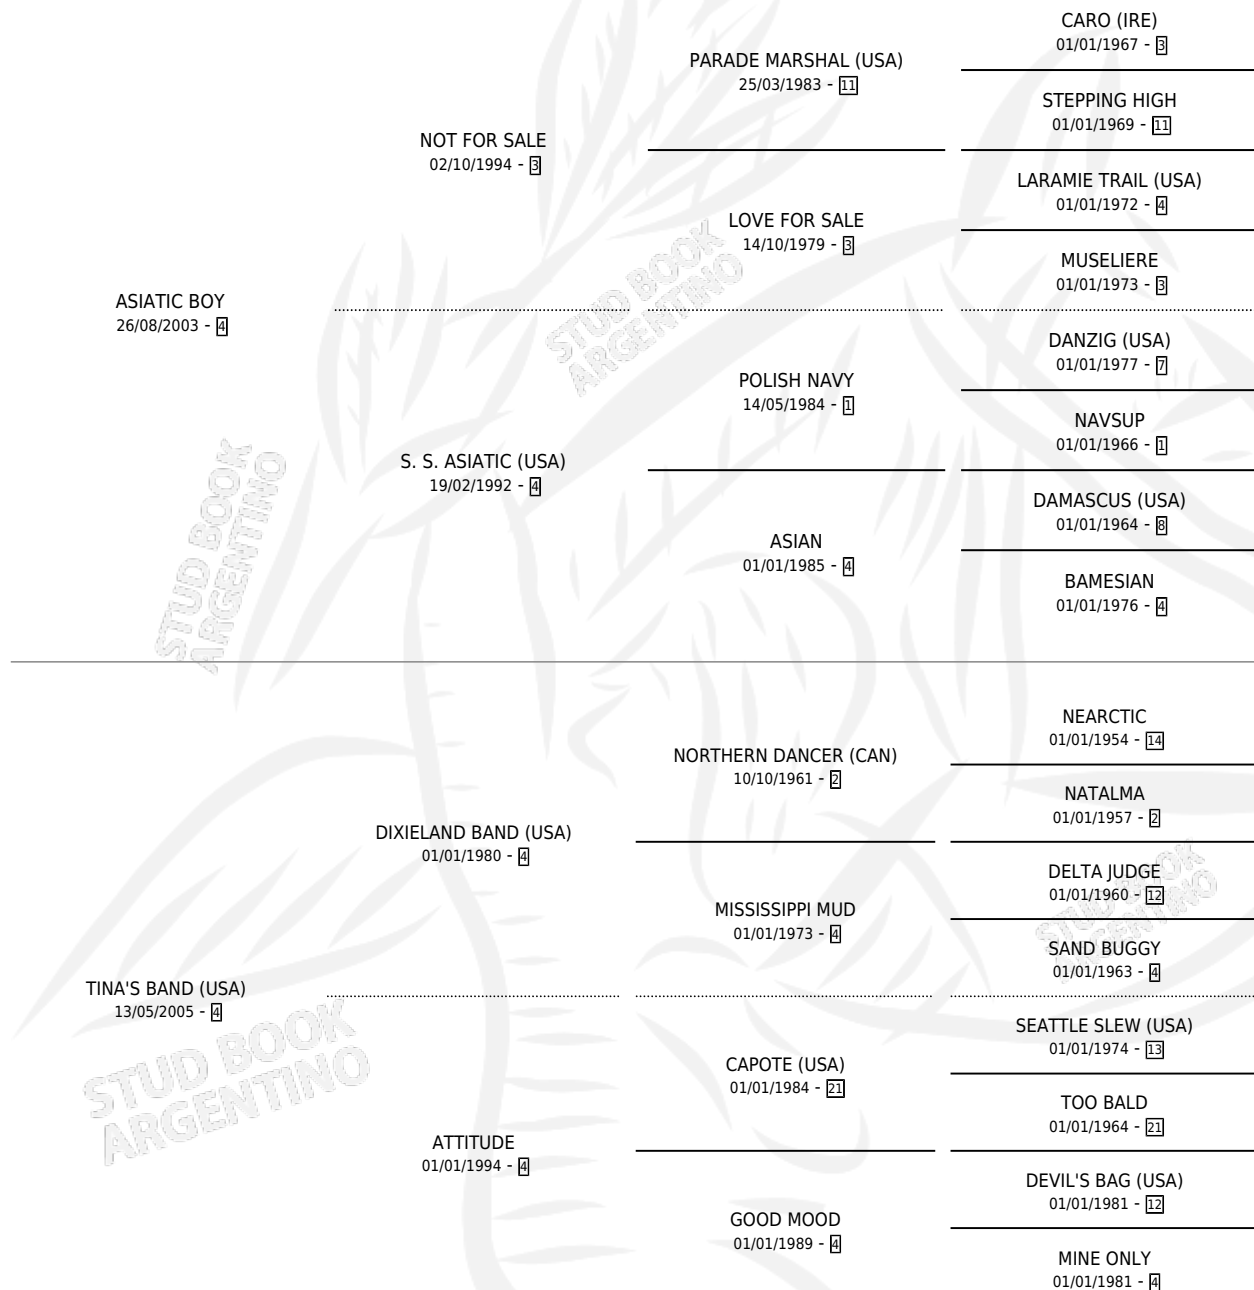 CARO (IRE)
01/01/1967 - 3
PARADE MARSHAL (USA)
25/03/1983 - 11
STEPPING HIGH
01/01/1969 - 11
NOT FOR SALE
02/10/1994 - 3
LARAMIE TRAIL (USA)
01/01/1972 - 4
LOVE FOR SALE
14/10/1979 - 3
MUSELIERE
01/01/1973 - 3
ASIATIC BOY
26/08/2003 - 4
STUD BOOK
ARGENTINO
DANZIG (USA)
01/01/1977 - 7
POLISH NAVY
14/05/1984 - 1
NAVSUP
01/01/1966 - 1
S. S. ASIATIC (USA)
19/02/1992 - 4
DAMASCUS (USA)
01/01/1964 - 8
ASIAN
01/01/1985 - 4
BAMESIAN
01/01/1976 - 4
STUD BOOK
ARGENTINO
NEARCTIC
01/01/1954 - 14
NORTHERN DANCER (CAN)
10/10/1961 - 2
NATALMA
01/01/1957 - 2
DIXIELAND BAND (USA)
01/01/1980 - 4
DELTA JUDGE
01/01/1960 - 12
MISSISSIPPI MUD
01/01/1973 - 4
SAND BUGGY
01/01/1963 - 4
STUD BOOK
ARGENTINO
TINA'S BAND (USA)
13/05/2005 - 4
SEATTLE SLEW (USA)
01/01/1974 - 13
CAPOTE (USA)
01/01/1984 - 21
TOO BALD
01/01/1964 - 21
STUD BOOK
ARGENTINO
ATTITUDE
01/01/1994 - 4
DEVIL'S BAG (USA)
01/01/1981 - 12
GOOD MOOD
01/01/1989 - 4
MINE ONLY
01/01/1981 - 4